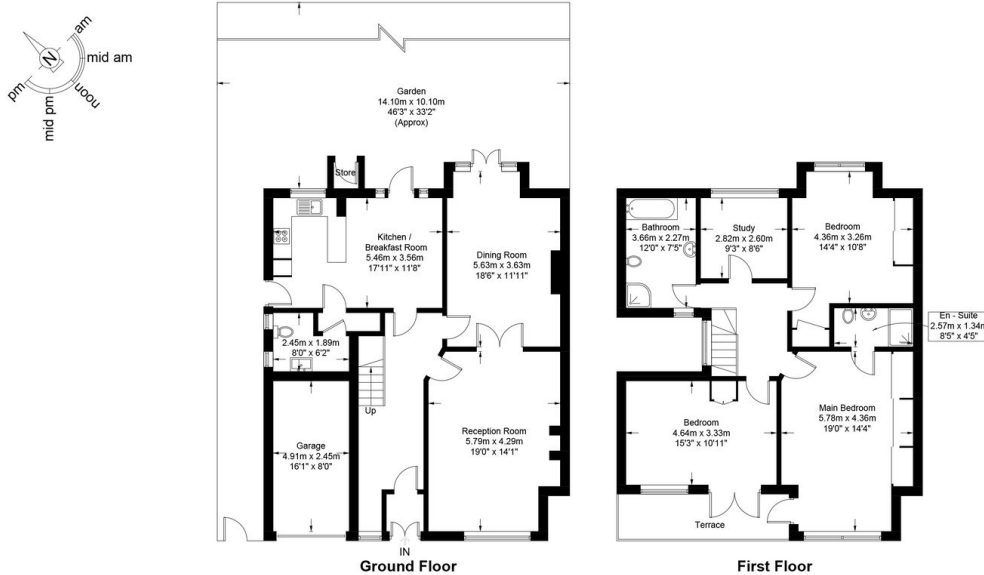 N
am
mid am
noon
mid pm
pm
Garden
14.10m x 10.10m
46'3" x 33'2"
(Approx)
Store
Kitchen /
Breakfast Room
5.46m x 3.56m
17'11" x 11'8"
Dining Room
5.63m x 3.63m
18'6" x 11'11"
2.45m x 1.89m
8'0" x 6'2"
Up
Garage
4.91m x 2.45m
16'1" x 8'0"
Reception Room
5.79m x 4.29m
19'0" x 14'1"
IN
Ground Floor
Bathroom
3.66m x 2.27m
12'0" x 7'5"
Study
2.82m x 2.60m
9'3" x 8'6"
Bedroom
4.36m x 3.26m
14'4" x 10'8"
En - Suite
2.57m x 1.34m
8'5" x 4'5"
Bedroom
4.64m x 3.33m
15'3" x 10'11"
Main Bedroom
5.78m x 4.36m
19'0" x 14'4"
Terrace
First Floor